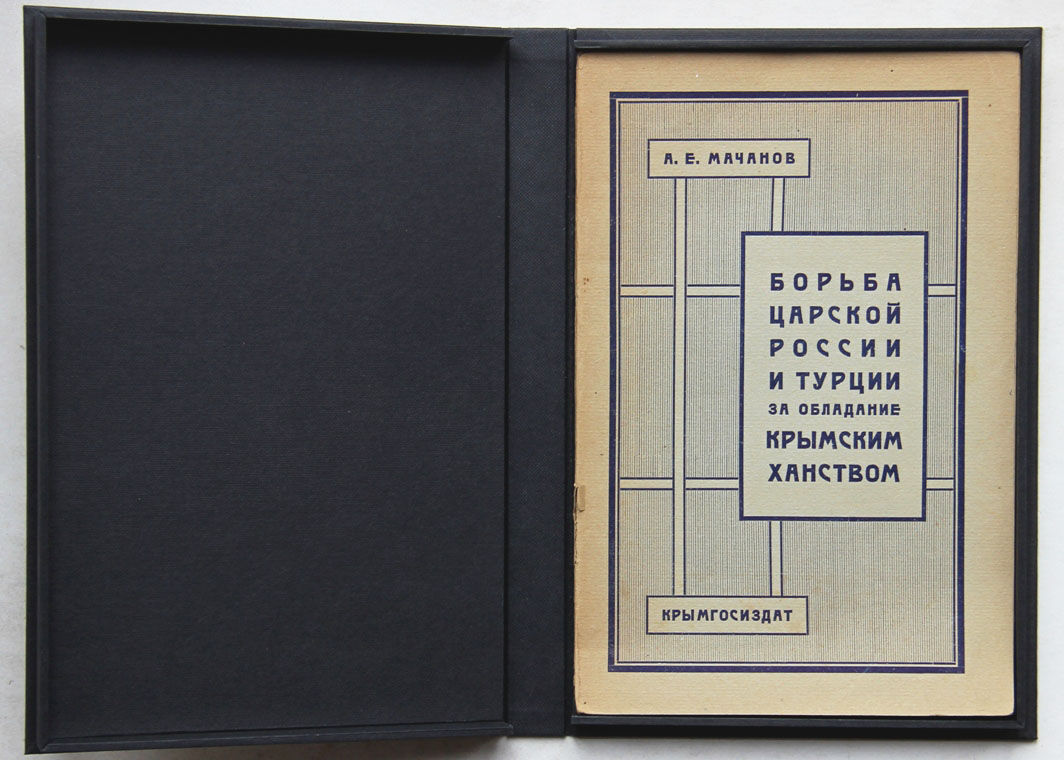 А. Е. МАЧАНОВ
БОРЬБА
ЦАРСКОЙ
РОССИИ
И ТУРЦИИ
ЗА ОБЛАДАНИЕ
КРЫМСКИМ
ХАНСТВОМ
КРЫМГОСИЗДАТ